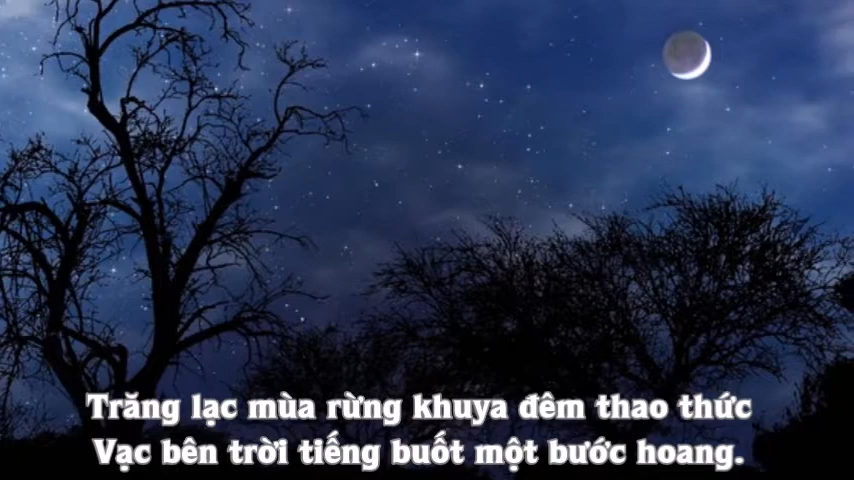 Trăng lạc mùa rừng khuya đêm thao thức
Vạc bên trời tiếng buốt một bước hoang.